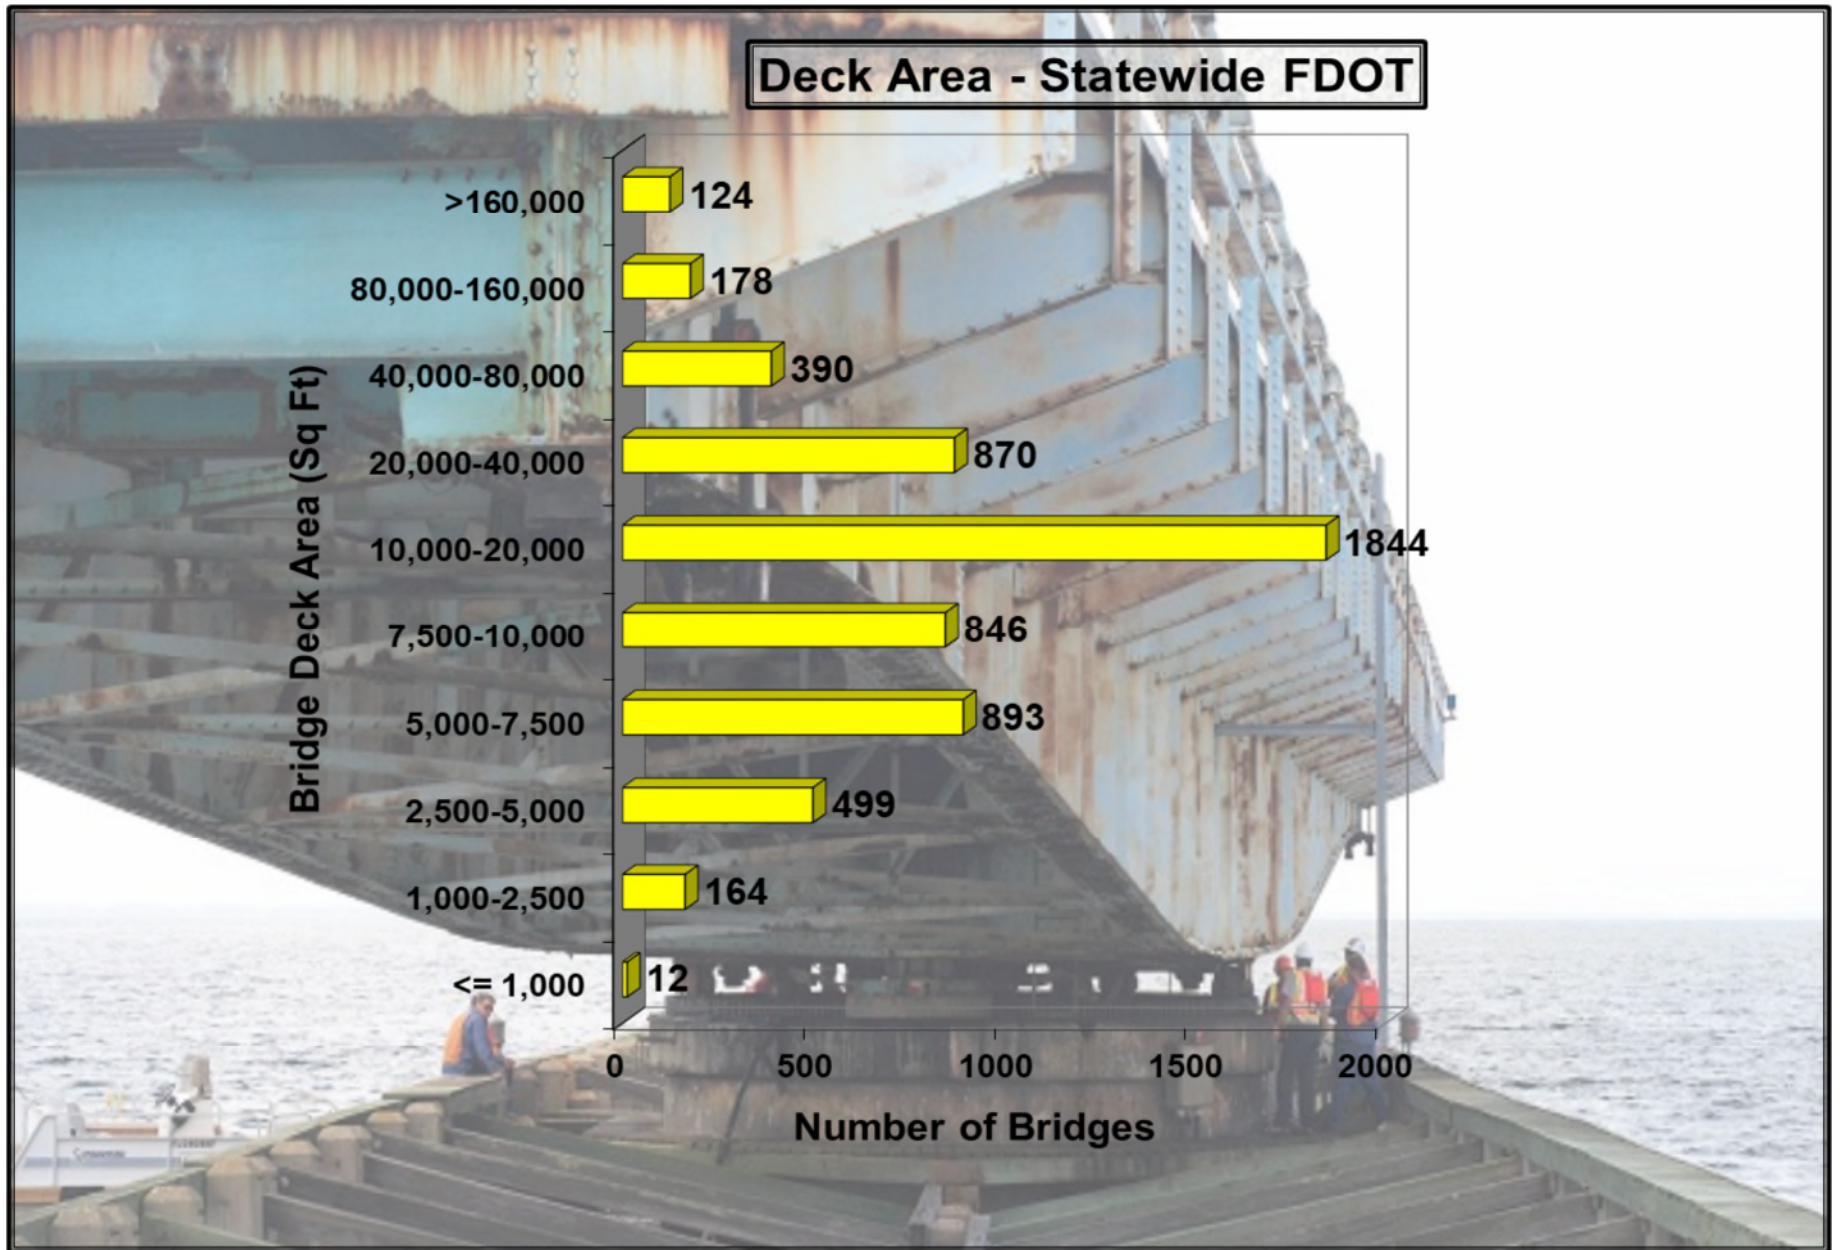 Deck Area - Statewide FDOT
Bridge Deck Area (Sq Ft)
>160,000 124
80,000-160,000 178
40,000-80,000 390
20,000-40,000 870
10,000-20,000 1844
7,500-10,000 846
5,000-7,500 893
2,500-5,000 499
1,000-2,500 164
<= 1,000 12
0 500 1000 1500 2000
Number of Bridges